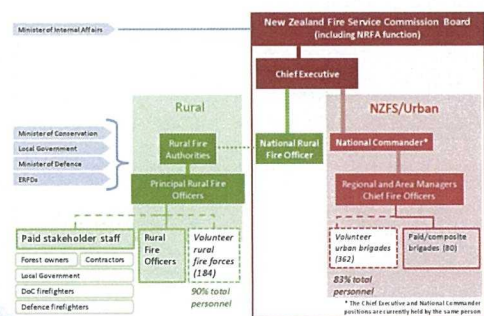 New Zealand Fire Service Commission Board
(including NRFA function)
Minister of Internal Affairs
Chief Executive
Rural
NZFS/Urban
Minister of Conservation
Local Government
Minister of Defence
ERFDs
Rural Fire
Authorities
National Rural
Fire Officer
National Commander*
Principal Rural Fire
Officers
Regional and Area Managers
Chief Fire Officers
Paid stakeholder staff
Forest owners
Contractors
Local Government
DoC firefighters
Defence firefighters
Rural
Fire
Officers
Volunteer
rural
fire forces
(184)
90% total
personnel
Volunteer
urban brigades
(362)
Paid/composite
brigades (80)
83% total
personnel
* The Chief Executive and National Commander
positions are currently held by the same person